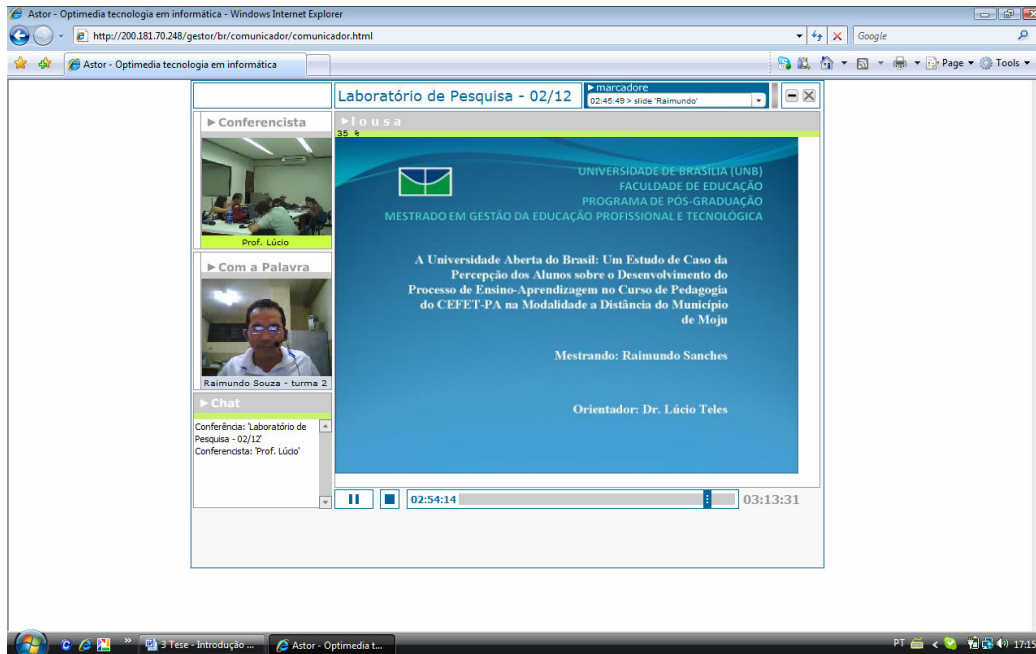 Astor - Optimedia tecnologia em informática - Windows Internet Explorer
http://200.181.70.248/gestor/br/comunicador/comunicador.html
Google
Astor - Optimedia tecnologia em informática
Page
Tools
Laboratório de Pesquisa - 02/12
marcadore
02:45:49 > slide 'Raimundo'
Conferencista
Prof. Lúcio
Com a Palavra
Raimundo Souza - turma 2
Chat
Conferência: 'Laboratório de
Pesquisa - 02/12'
Conferencista: 'Prof. Lúcio'
lousa
35 %
UNIVERSIDADE DE BRASÍLIA (UNB)
FACULDADE DE EDUCAÇÃO
PROGRAMA DE PÓS-GRADUAÇÃO
MESTRADO EM GESTÃO DA EDUCAÇÃO PROFISSIONAL E TECNOLÓGICA
A Universidade Aberta do Brasil: Um Estudo de Caso da
Percepção dos Alunos sobre o Desenvolvimento do
Processo de Ensino-Aprendizagem no Curso de Pedagogia
do CEFET-PA na Modalidade a Distância do Município
de Moju
Mestrando: Raimundo Sanches
Orientador: Dr. Lúcio Teles
02:54:14
03:13:31
3 Tese - Introdução ...
Astor - Optimedia t...
PT
17:15